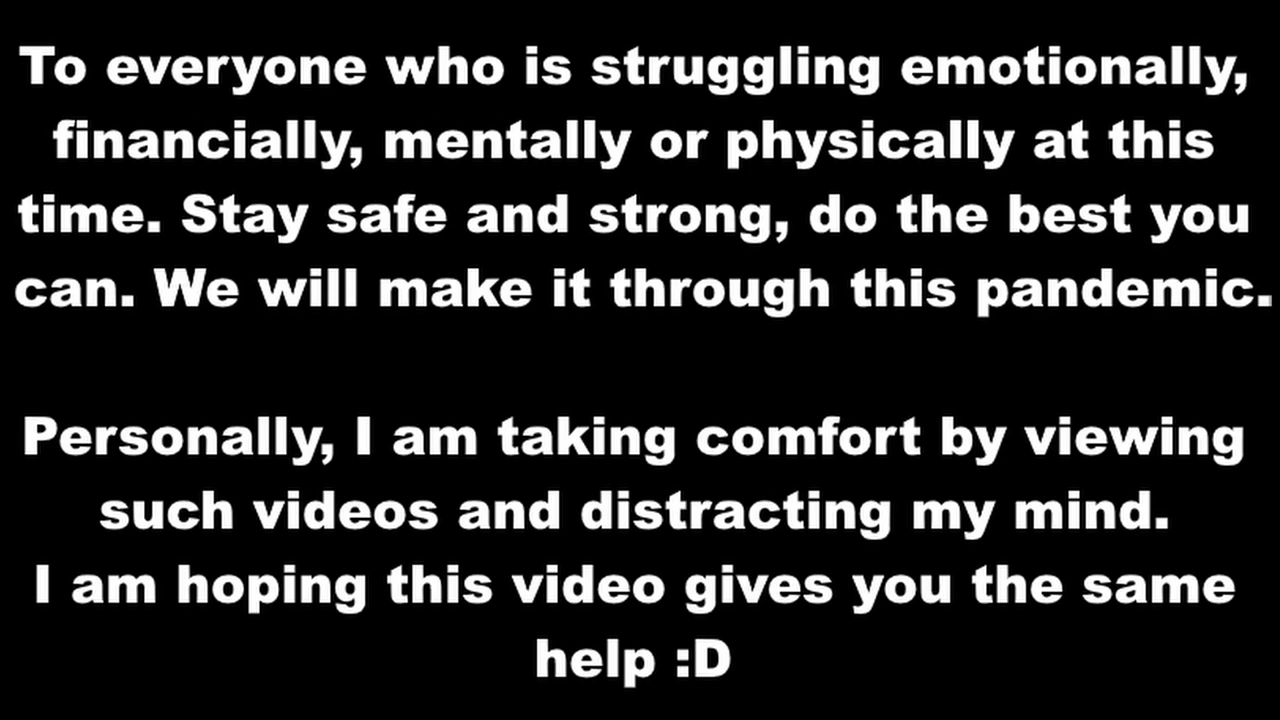 To everyone who is struggling emotionally,
financially, mentally or physically at this
time. Stay safe and strong, do the best you
can. We will make it through this pandemic.
Personally, I am taking comfort by viewing
such videos and distracting my mind.
I am hoping this video gives you the same
help :D